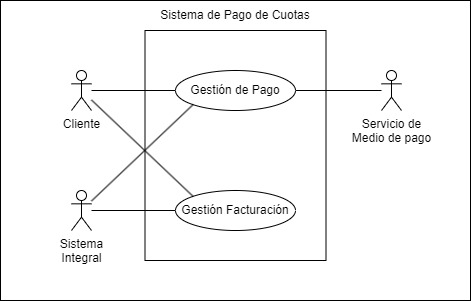 Sistema de Pago de Cuotas
Gestión de Pago
Cliente
Servicio de
Medio de pago
Gestión Facturación
Sistema
Integral